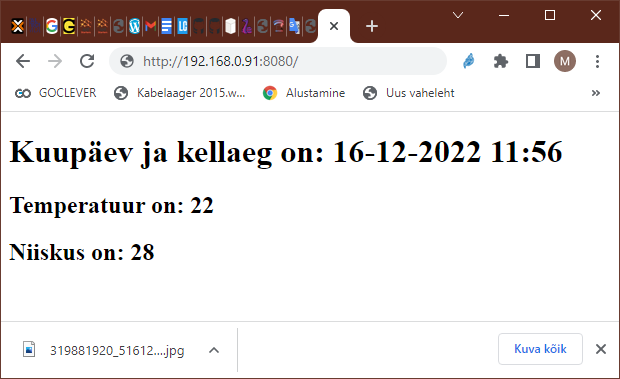 http://192.168.0.91:8080/
M
GOCLEVER
Kabelaager 2015.w...
Alustamine
Uus vaheleht
»
Kuupäev ja kellaeg on: 16-12-2022 11:56
Temperatuur on: 22
Niiskus on: 28
319881920_51612....jpg
Kuva kõik